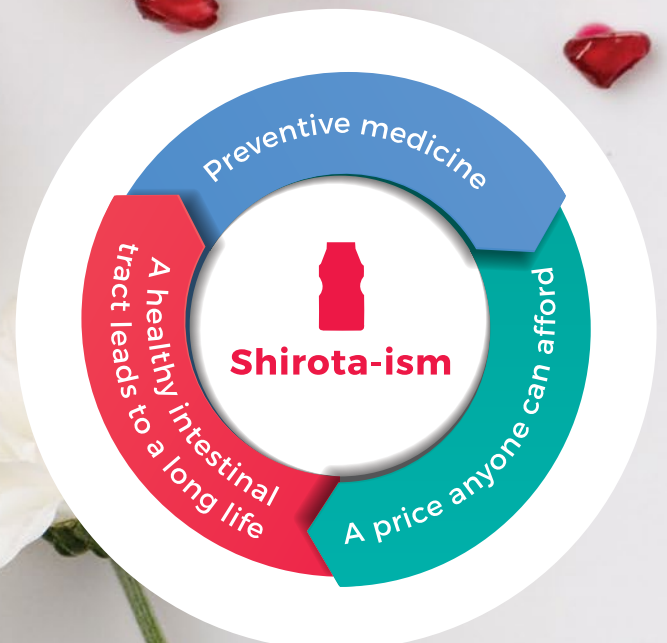 Preventive medicine
A price anyone can afford
A healthy intestinal
tract leads to a long life
Shirota-ism